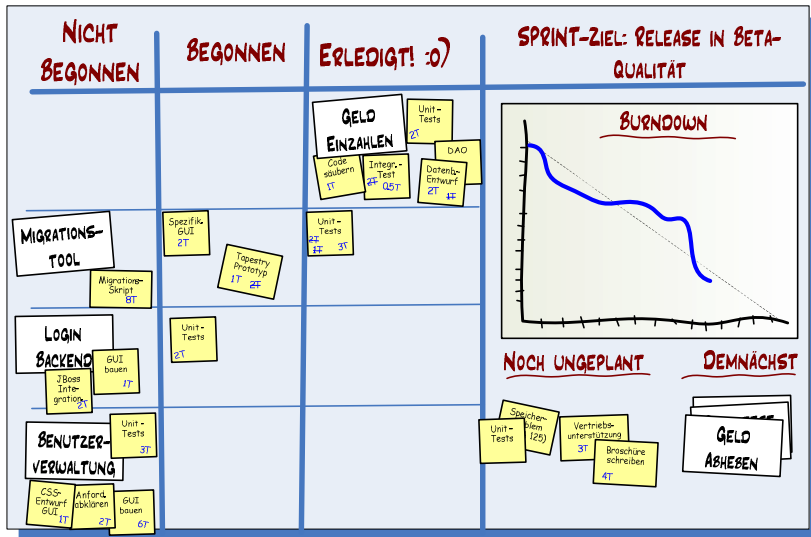 NICHT
BEGONNEN
BEGONNEN
ERLEDIGT! :o)
SPRINT-ZIEL: RELEASE IN BETA-
QUALITÄT
GELD
EINZAHLEN
Unit-
Tests
2T
DAO
Code
säubern
1T
Integr.-
Test
2T 0.5T
Datenb.-
Entwurf
2T 1T
MIGRATIONS-
TOOL
Migrations-
Skript
8T
Spezifik.
GUI
2T
Tapestry
Prototyp
1T 2T
Unit-
Tests
2T
1T 3T
LOGIN
BACKEND
GUI
bauen
1T
JBoss
Inte-
gration
2T
Unit-
Tests
2T
BENUTZER-
VERWALTUNG
Unit-
Tests
3T
CSS-
Entwurf
GUI
1T
Anford.
abklären
2T
GUI
bauen
6T
BURNDOWN
NOCH UNGEPLANT
Speicher-
125)
Unit-
Tests
Vertriebs-
unterstützung
3T
Broschüre
schreiben
4T
DEMNÄCHST
GELD
ABHEBEN